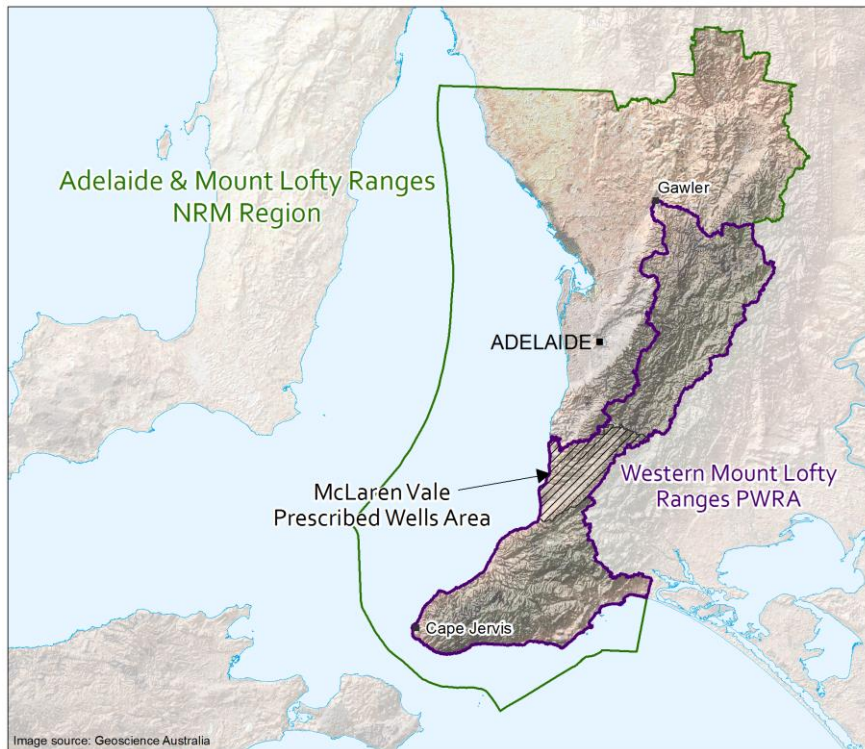 Adelaide & Mount Lofty Ranges
NRM Region
Gawler
ADELAIDE
McLaren Vale
Prescribed Wells Area
Western Mount Lofty
Ranges PWRA
Cape Jervis
Image source: Geoscience Australia